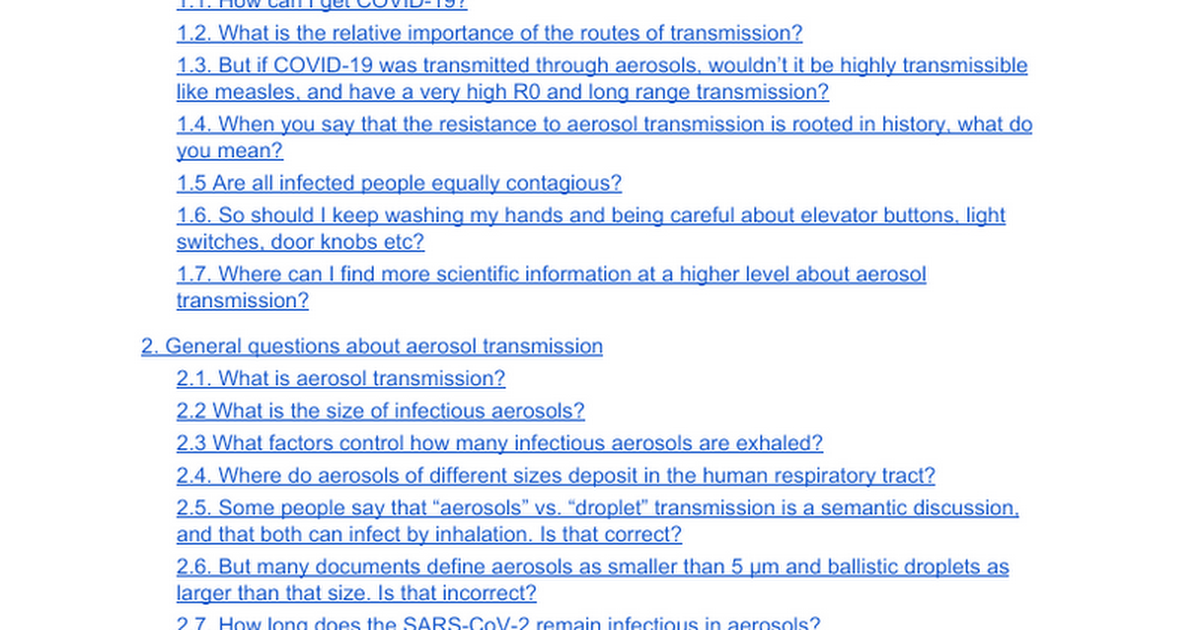 1.1. How can I get COVID-19?
1.2. What is the relative importance of the routes of transmission?
1.3. But if COVID-19 was transmitted through aerosols, wouldn’t it be highly transmissible
like measles, and have a very high R0 and long range transmission?
1.4. When you say that the resistance to aerosol transmission is rooted in history, what do
you mean?
1.5 Are all infected people equally contagious?
1.6. So should I keep washing my hands and being careful about elevator buttons, light
switches, door knobs etc?
1.7. Where can I find more scientific information at a higher level about aerosol
transmission?
2. General questions about aerosol transmission
2.1. What is aerosol transmission?
2.2 What is the size of infectious aerosols?
2.3 What factors control how many infectious aerosols are exhaled?
2.4. Where do aerosols of different sizes deposit in the human respiratory tract?
2.5. Some people say that “aerosols” vs. “droplet” transmission is a semantic discussion,
and that both can infect by inhalation. Is that correct?
2.6. But many documents define aerosols as smaller than 5 µm and ballistic droplets as
larger than that size. Is that incorrect?
2.7. How long does the SARS-CoV-2 remain infectious in aerosols?